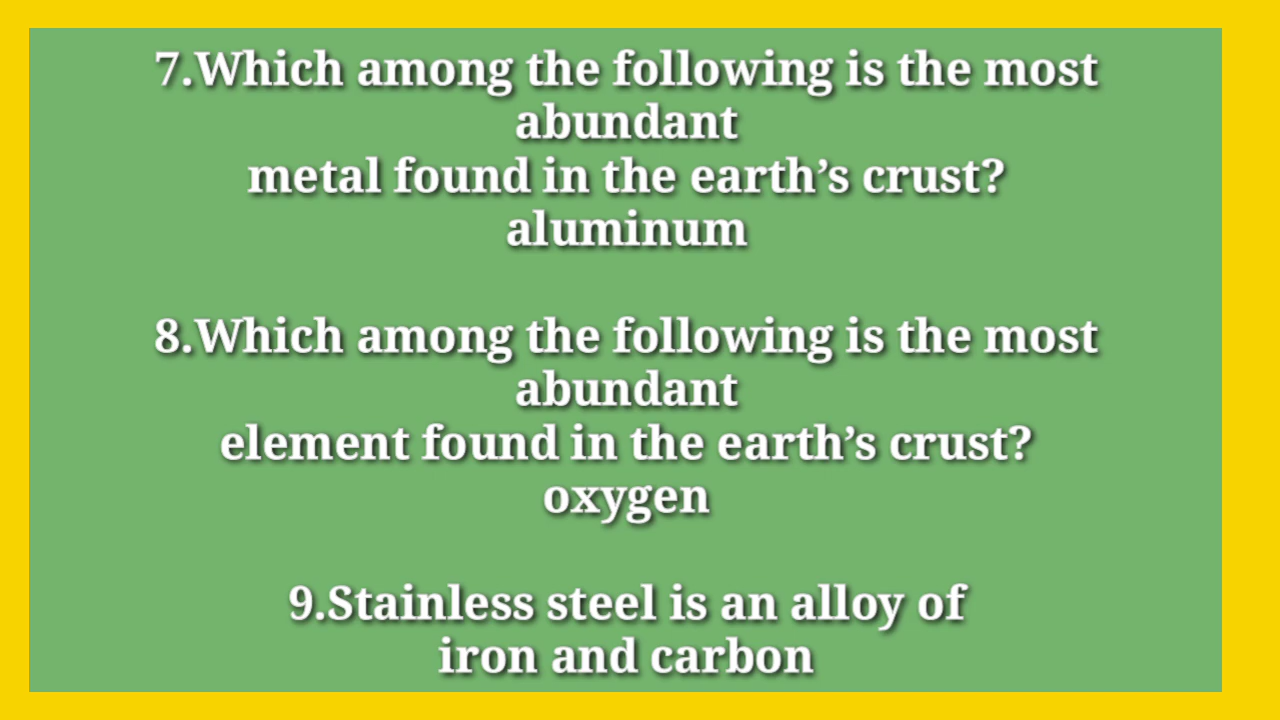 7.Which among the following is the most
abundant
metal found in the earth’s crust?
aluminum
8.Which among the following is the most
abundant
element found in the earth’s crust?
oxygen
9.Stainless steel is an alloy of
iron and carbon